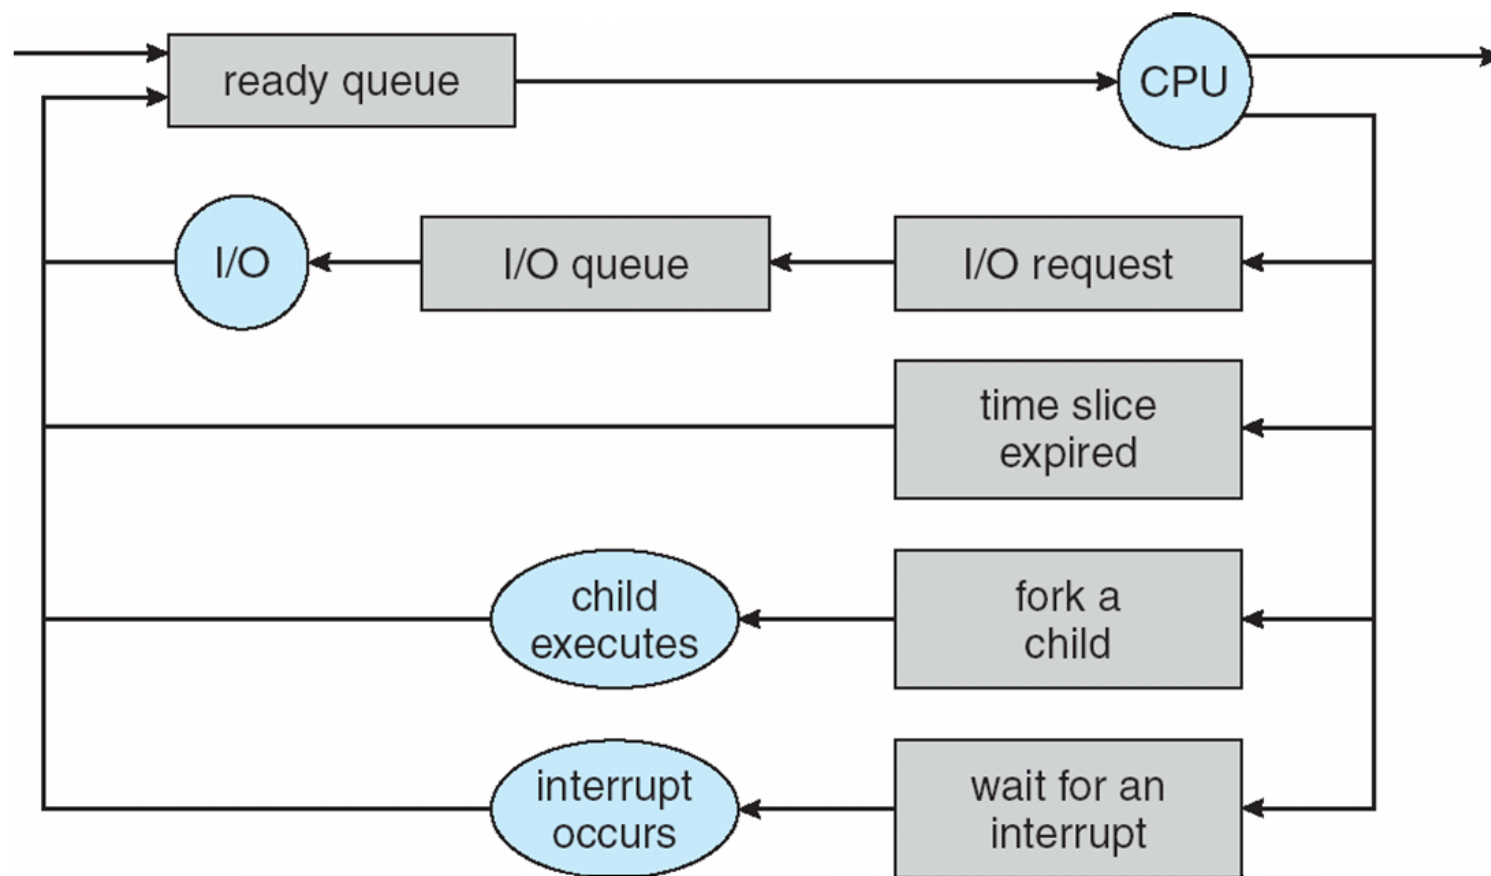 ready queue
CPU
I/O
I/O queue
I/O request
time slice
expired
child
executes
fork a
child
interrupt
occurs
wait for an
interrupt